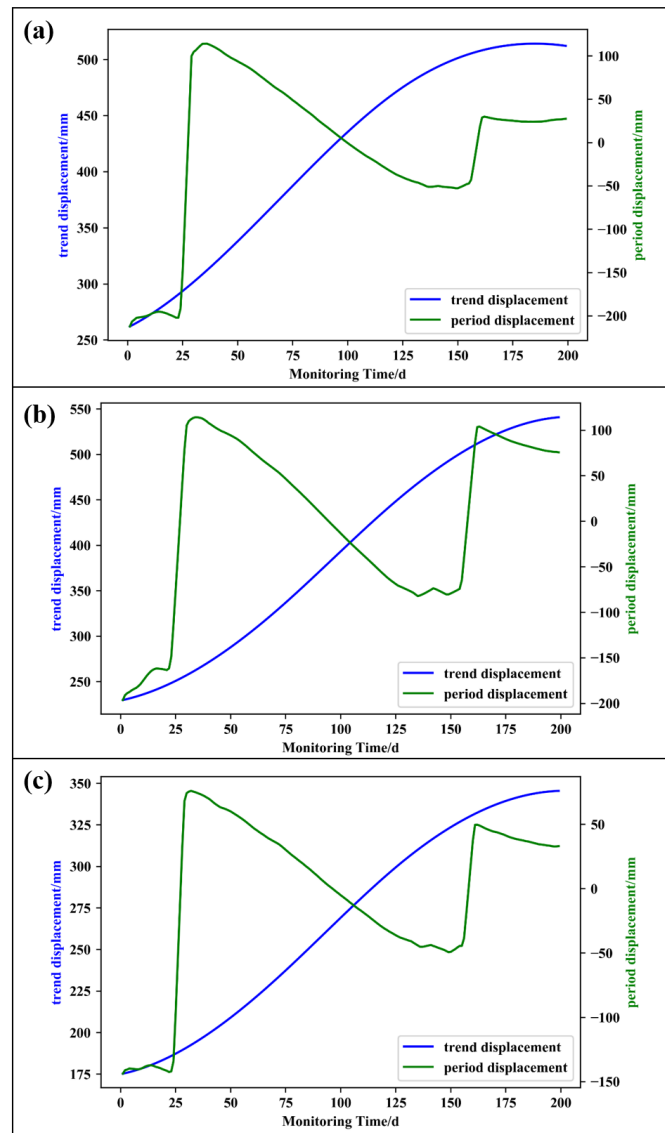 (a)
500
450
400
350
300
250
trend displacement/mm
100
50
0
−50
−100
−150
−200
period displacement/mm
trend displacement
period displacement
0 25 50 75 100 125 150 175 200
Monitoring Time/d
(b)
550
500
450
400
350
300
250
trend displacement/mm
100
50
0
−50
−100
−150
−200
period displacement/mm
trend displacement
period displacement
0 25 50 75 100 125 150 175 200
Monitoring Time/d
(c)
350
325
300
275
250
225
200
175
trend displacement/mm
50
0
−50
−100
−150
period displacement/mm
trend displacement
period displacement
0 25 50 75 100 125 150 175 200
Monitoring Time/d